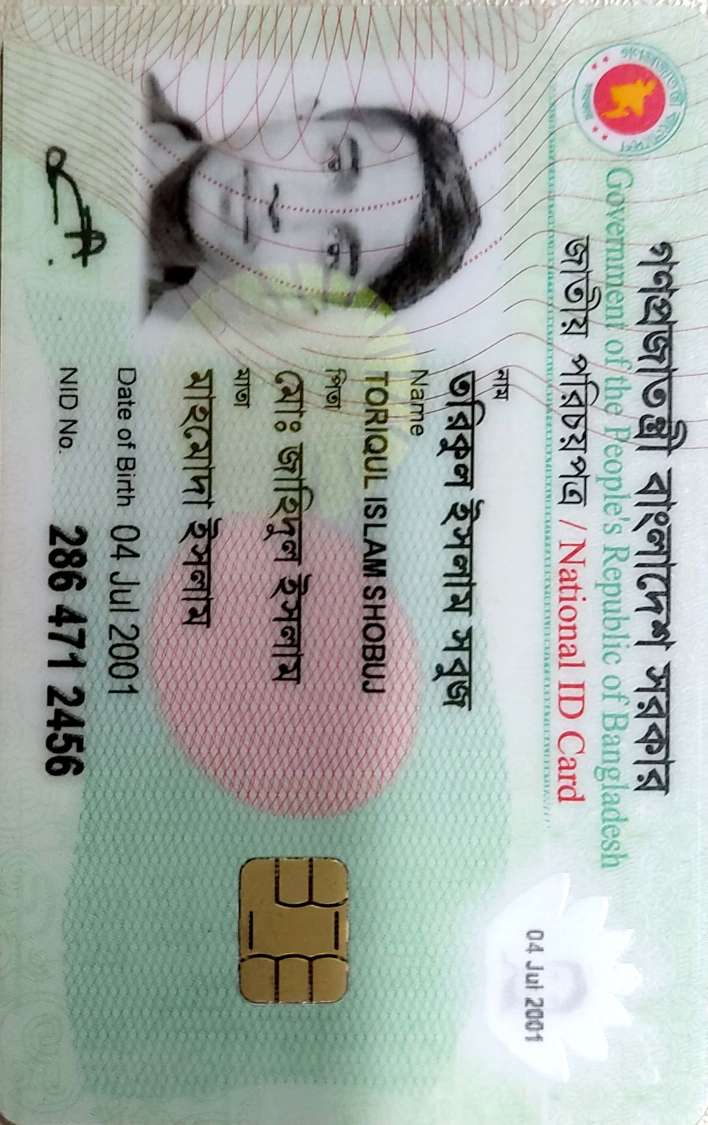 গণপ্রজাতন্ত্রী বাংলাদেশ সরকার
Government of the People's Republic of Bangladesh
জাতীয় পরিচয়পত্র / National ID Card
04 Jul 2001
নাম
তরিকুল ইসলাম সবুজ
Name
TORIQUL ISLAM SHOBUJ
পিতা
মোঃ জাহিদুল ইসলাম
মাতা
মাহমোদা ইসলাম
Date of Birth 04 Jul 2001
NID No. 286 471 2456